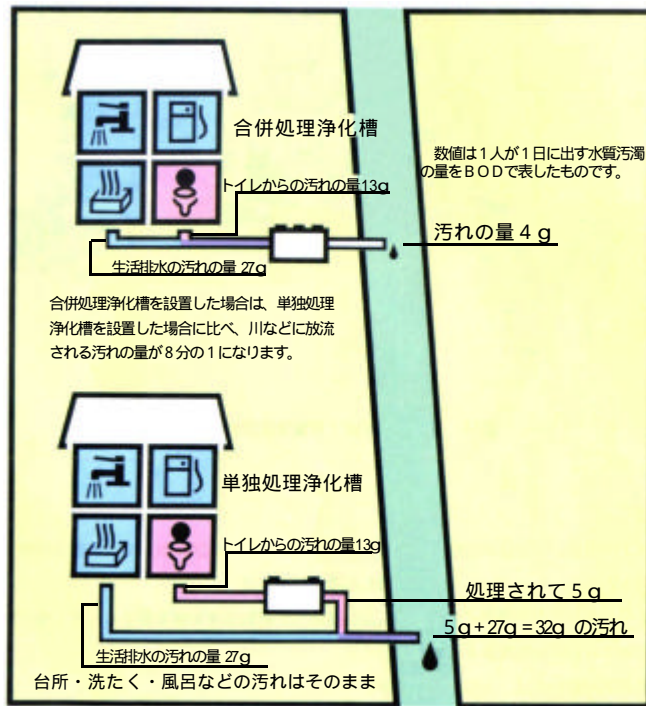 合併処理浄化槽
数値は1人が1日に出す水質汚濁
の量をBODで表したものです。
トイレからの汚れの量13g
汚れの量4g
生活排水の汚れの量 27g
合併処理浄化槽を設置した場合は、単独処理
浄化槽を設置した場合に比べ、川などに放流
される汚れの量が8分の1になります。
単独処理浄化槽
トイレからの汚れの量13g
処理されて5g
5g+27g=32g の汚れ
生活排水の汚れの量 27g
台所・洗たく・風呂などの汚れはそのまま